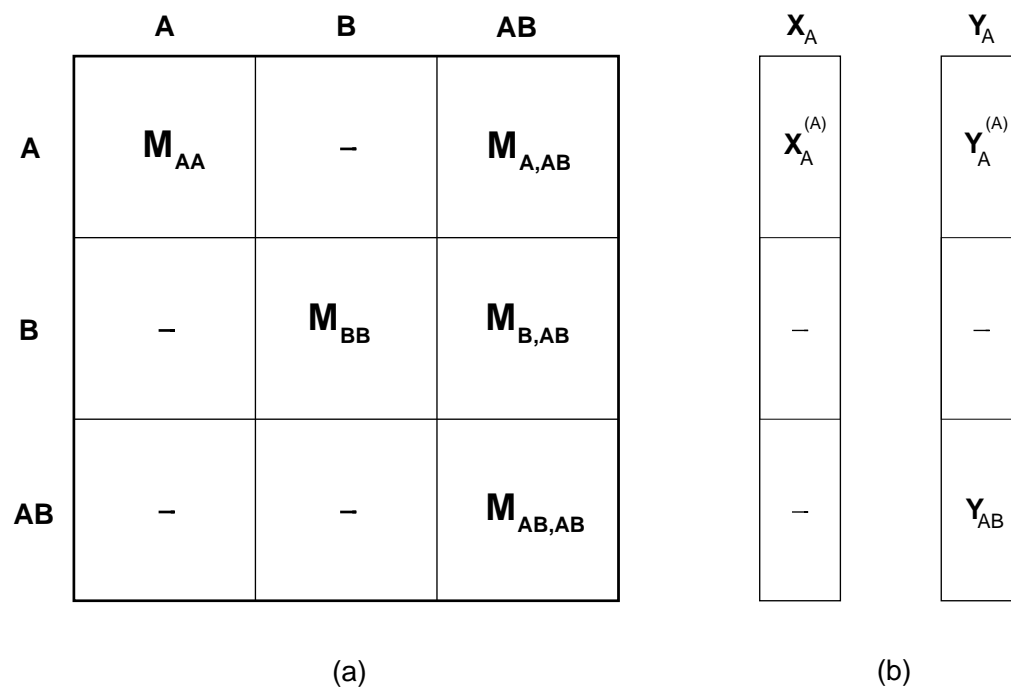 A B AB X_A Y_A
A M_AA – M_A,AB X_A^(A) Y_A^(A)
B – M_BB M_B,AB – –
AB – – M_AB,AB – Y_AB
(a) (b)